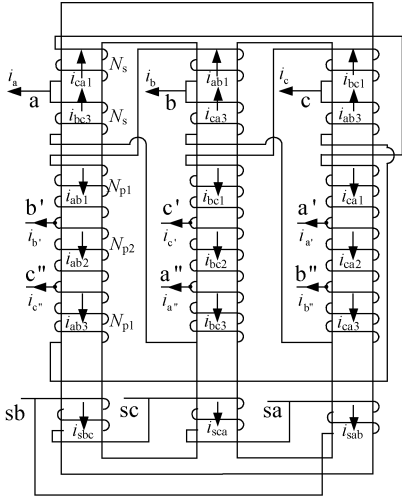 N_s
i_ca1 i_ab1 i_bc1
i_a i_b i_c
a b c
i_bc3 i_ca3 i_ab3
N_s
i_ab1 N_p1 i_bc1 i_ca1
b' c' a'
i_b' i_c' i_a'
i_ab2 N_p2 i_bc2 i_ca2
c'' a'' b''
i_c'' i_a'' i_b''
i_ab3 N_p1 i_bc3 i_ca3
sb sc sa
i_sbc i_sca i_sab